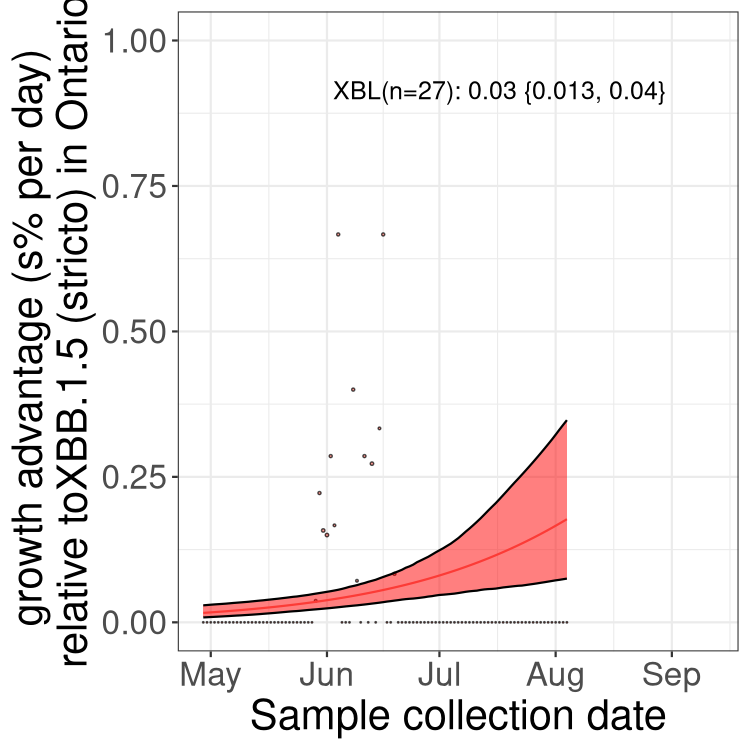 growth advantage (s% per day)
relative toXBB.1.5 (stricto) in Ontario
1.00
0.75
0.50
0.25
0.00
XBL(n=27): 0.03 {0.013, 0.04}
May
Jun
Jul
Aug
Sep
Sample collection date